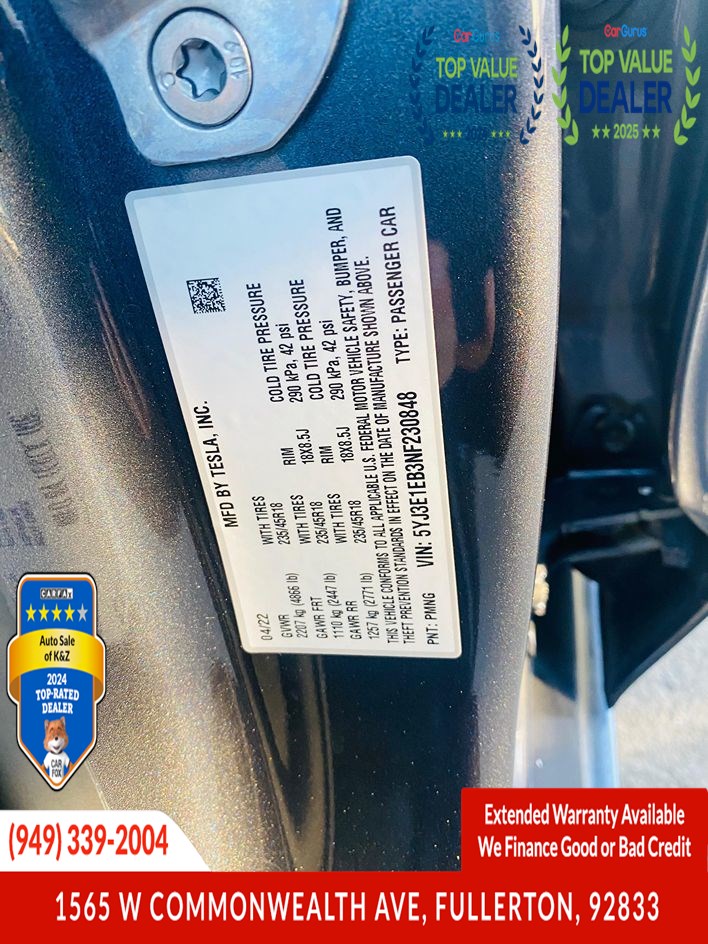 CarGurus
TOP VALUE
DEALER
CarGurus
TOP VALUE
DEALER
★★ 2025 ★★
MFD BY TESLA, INC.
04/22
GVWR WITH TIRES RIM COLD TIRE PRESSURE
2207 kg (4866 lb) 235/45R18 18X8.5J 290 kPa, 42 psi
GAWR FRT WITH TIRES RIM COLD TIRE PRESSURE
1110 kg (2447 lb) 235/45R18 18X8.5J 290 kPa, 42 psi
GAWR RR WITH TIRES
1257 kg (2771 lb) 235/45R18
THIS VEHICLE CONFORMS TO ALL APPLICABLE U.S. FEDERAL MOTOR VEHICLE SAFETY, BUMPER, AND
THEFT PREVENTION STANDARDS IN EFFECT ON THE DATE OF MANUFACTURE SHOWN ABOVE.
PNT: PMNG VIN: 5YJ3E1EB3NF230848 TYPE: PASSENGER CAR
CARFAX
Auto Sale
of K&Z
2024
TOP-RATED
DEALER
CAR
FOX
(949) 339-2004
Extended Warranty Available
We Finance Good or Bad Credit
1565 W COMMONWEALTH AVE, FULLERTON, 92833